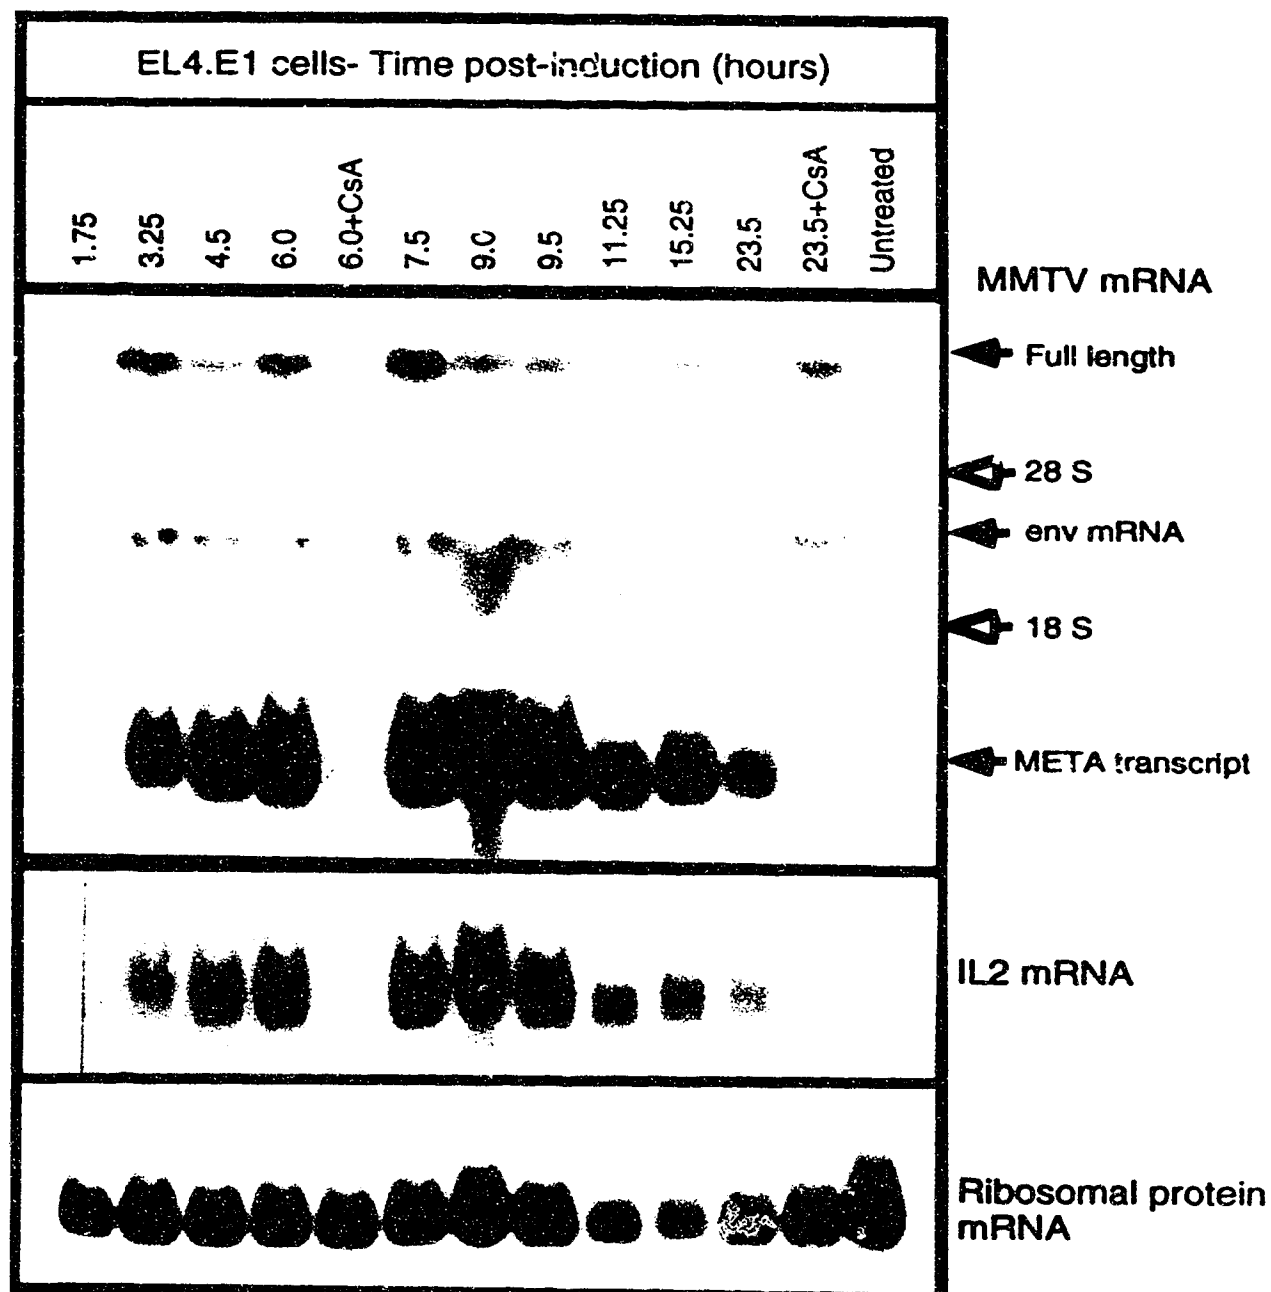 EL4.E1 cells- Time post-induction (hours)
1.75
3.25
4.5
6.0
6.0+CsA
7.5
9.0
9.5
11.25
15.25
23.5
23.5+CsA
Untreated
MMTV mRNA
Full length
28 S
env mRNA
18 S
META transcript
IL2 mRNA
Ribosomal protein
mRNA